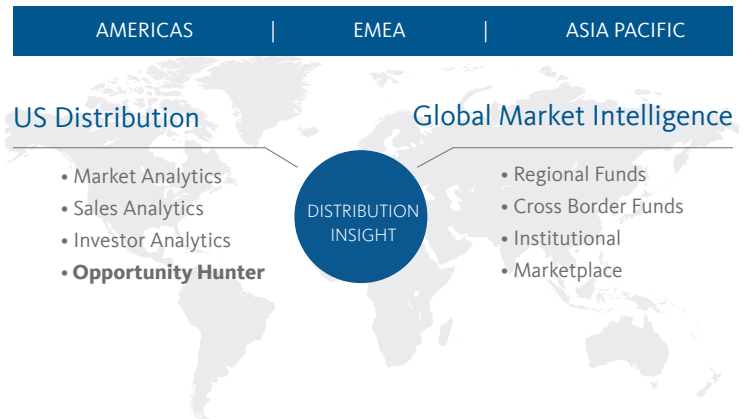 AMERICAS | EMEA | ASIA PACIFIC
US Distribution
• Market Analytics
• Sales Analytics
• Investor Analytics
• Opportunity Hunter
DISTRIBUTION
INSIGHT
Global Market Intelligence
• Regional Funds
• Cross Border Funds
• Institutional
• Marketplace